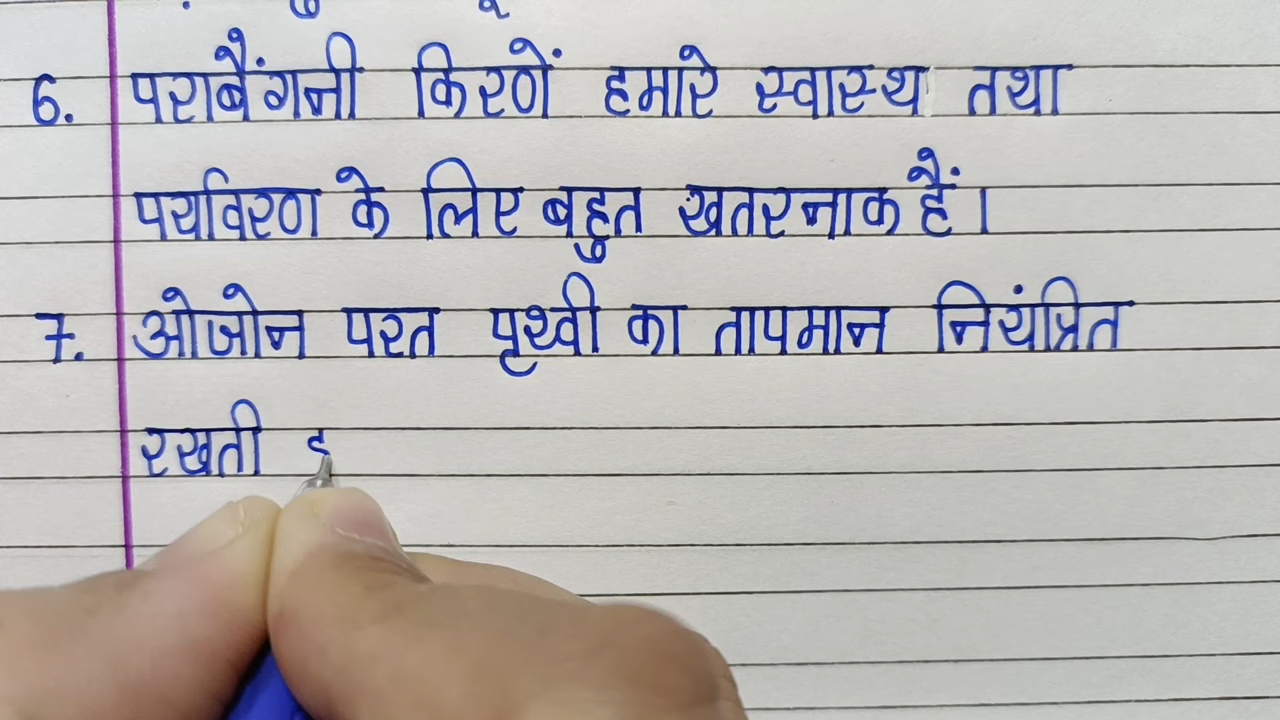 6. पराबैंगनी किरणें हमारे स्वास्थ तथा
पर्यावरण के लिए बहुत खतरनाक हैं।
7. ओजोन परत पृथ्वी का तापमान नियंत्रित
रखती